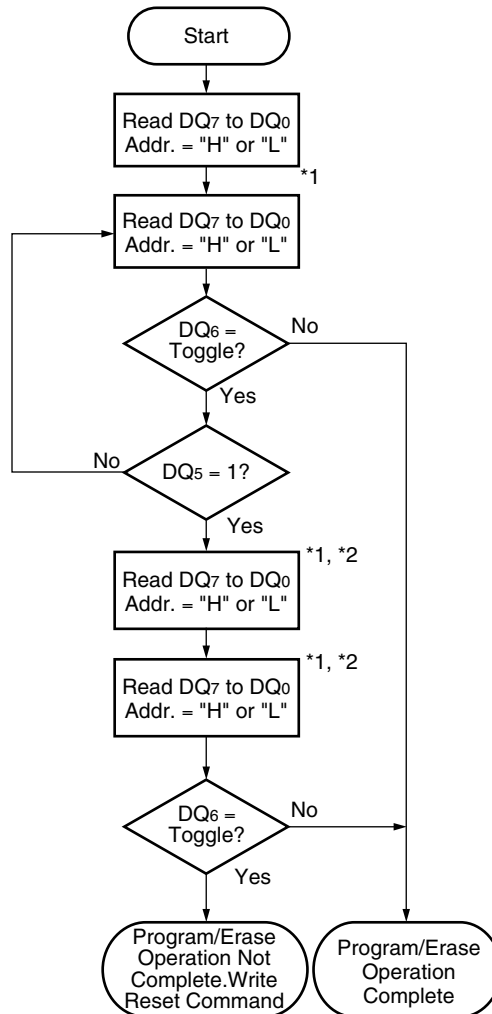 Start
Read DQ7 to DQ0
Addr. = "H" or "L"
*1
Read DQ7 to DQ0
Addr. = "H" or "L"
DQ6 =
Toggle?
No
Yes
No
DQ5 = 1?
Yes
*1, *2
Read DQ7 to DQ0
Addr. = "H" or "L"
*1, *2
Read DQ7 to DQ0
Addr. = "H" or "L"
DQ6 =
Toggle?
No
Yes
Program/Erase
Operation Not
Complete.Write
Reset Command
Program/Erase
Operation
Complete